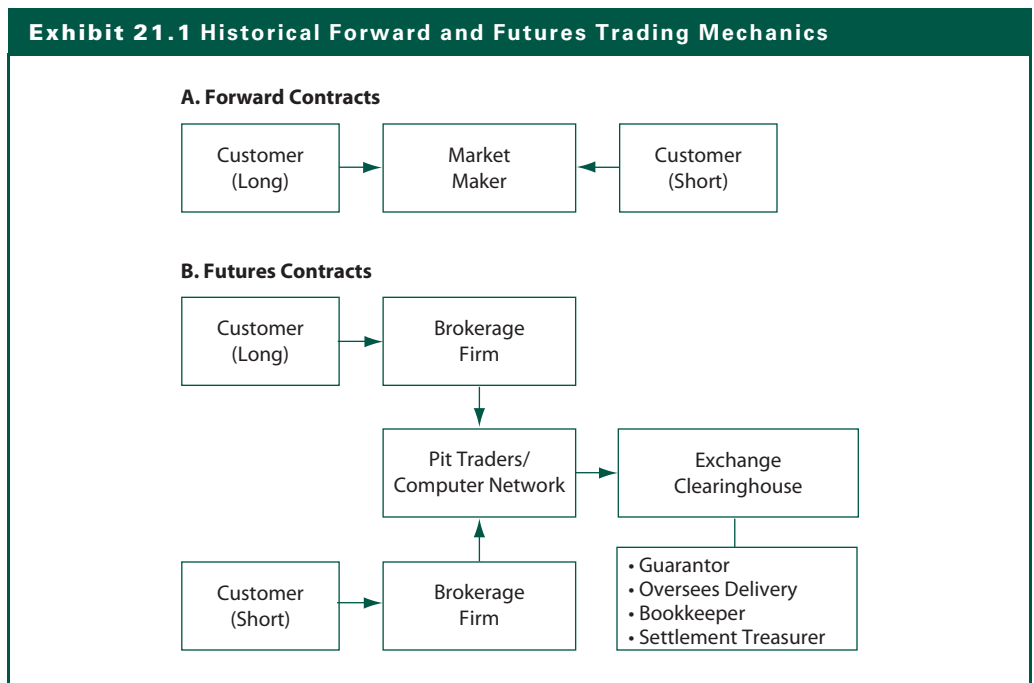 Exhibit 21.1 Historical Forward and Futures Trading Mechanics
A. Forward Contracts
Customer
(Long)
Market
Maker
Customer
(Short)
B. Futures Contracts
Customer
(Long)
Brokerage
Firm
Pit Traders/
Computer Network
Exchange
Clearinghouse
Customer
(Short)
Brokerage
Firm
• Guarantor
• Oversees Delivery
• Bookkeeper
• Settlement Treasurer